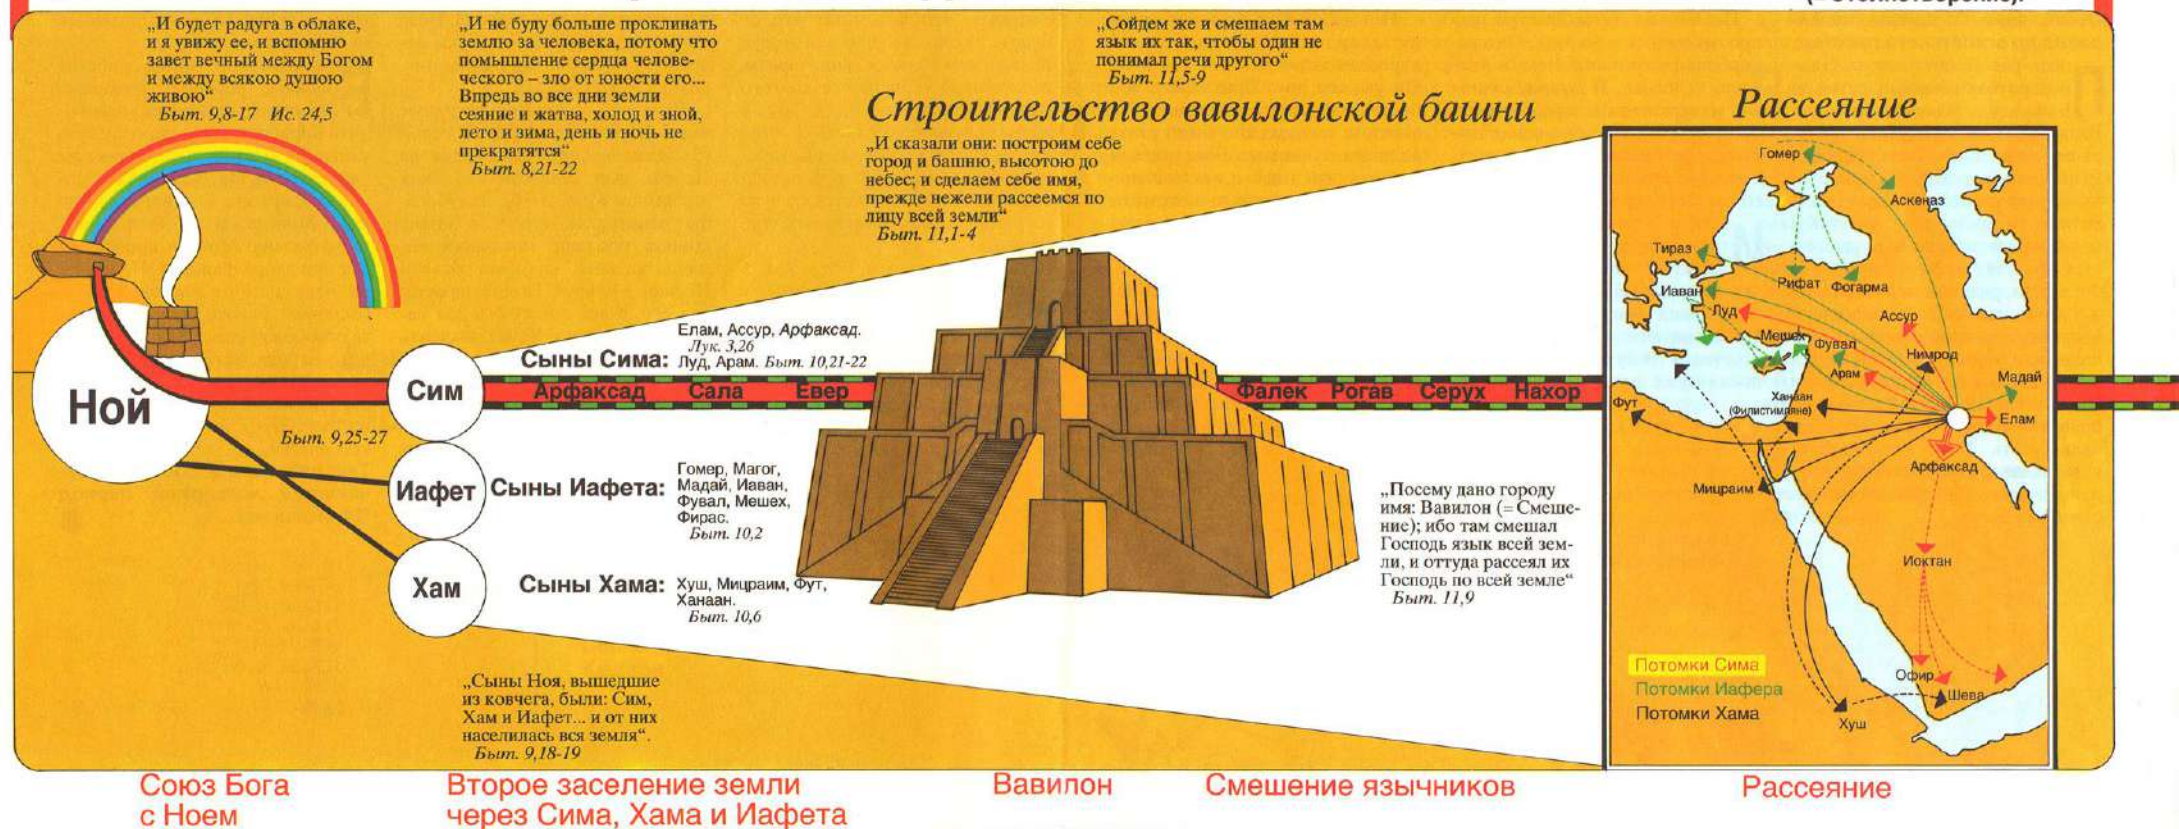 (= Столпотворение).
„И будет радуга в облаке,
и я увижу ее, и вспомню
завет вечный между Богом
и между всякою душою
живою“
Быт. 9,8-17 Ис. 24,5
„И не буду больше проклинать
землю за человека, потому что
помышление сердца челове-
ческого – зло от юности его...
Впредь во все дни земли
сеяние и жатва, холод и зной,
лето и зима, день и ночь не
прекратятся“
Быт. 8,21-22
„Сойдем же и смешаем там
язык их так, чтобы один не
понимал речи другого“
Быт. 11,5-9
Строительство вавилонской башни
„И сказали они: построим себе
город и башню, высотою до
небес; и сделаем себе имя,
прежде нежели рассеемся по
лицу всей земли“
Быт. 11,1-4
Рассеяние
Ной
Быт. 9,25-27
Сим
Иафет
Хам
Сыны Сима:
Елам, Ассур, Арфаксад.
Лук. 3,26
Луд, Арам. Быт. 10,21-22
Арфаксад Сала Евер
Фалек Рогав Серух Нахор
Сыны Иафета:
Гомер, Магог,
Мадай, Иаван,
Фувал, Мешех,
Фирас.
Быт. 10,2
Сыны Хама:
Хуш, Мицраим, Фут,
Ханаан.
Быт. 10,6
„Посему дано городу
имя: Вавилон (= Смеше-
ние); ибо там смешал
Господь язык всей зем-
ли, и оттуда рассеял их
Господь по всей земле“
Быт. 11,9
„Сыны Ноя, вышедшие
из ковчега, были: Сим,
Хам и Иафет... и от них
населилась вся земля“.
Быт. 9,18-19
Гомер
Аскеназ
Тираз
Рифат
Фогарма
Иаван
Луд
Ассур
Мешех
Фувал
Нимрод
Арам
Мадай
Фут
Ханаан
(Филистимляне)
Елам
Арфаксад
Мицраим
Иоктан
Офир
Шева
Хуш
Потомки Сима
Потомки Иафера
Потомки Хама
Союз Бога
с Ноем
Второе заселение земли
через Сима, Хама и Иафета
Вавилон
Смешение язычников
Рассеяние